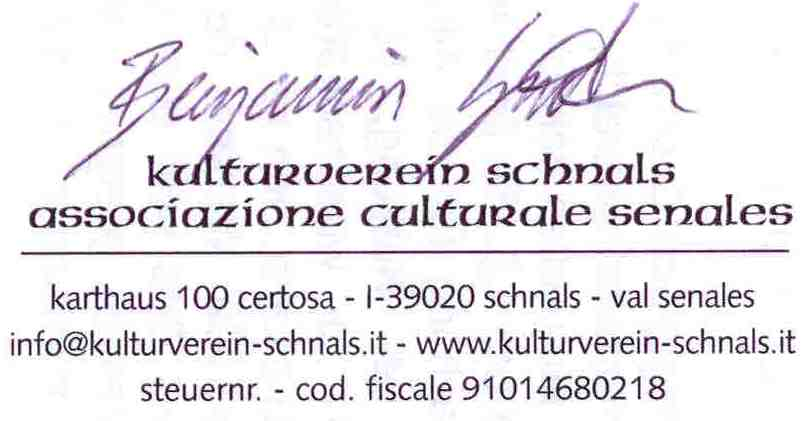 Benjamin
kulturverein schnals
associazione culturale senales
karthaus 100 certosa - I-39020 schnals - val senales
info@kulturverein-schnals.it - www.kulturverein-schnals.it
steuernr. - cod. fiscale 91014680218